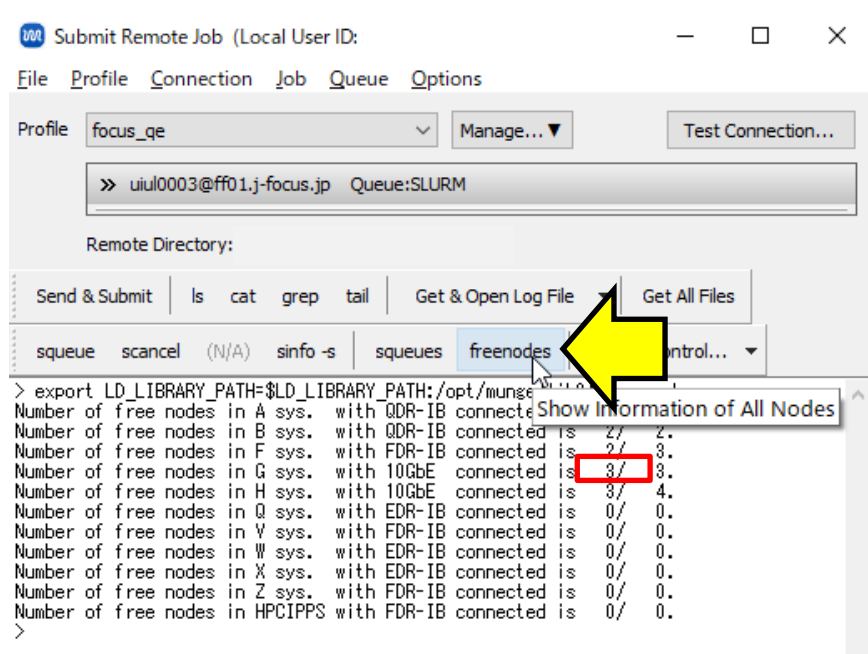 Submit Remote Job (Local User ID:
File Profile Connection Job Queue Options
Profile focus_qe Manage...▼ Test Connection...
» uiul0003@ff01.j-focus.jp Queue:SLURM
Remote Directory:
Send & Submit ls cat grep tail Get & Open Log File Get All Files
squeue scancel (N/A) sinfo -s squeues freenodes ontrol...
> export LD_LIBRARY_PATH=$LD_LIBRARY_PATH:/opt/munge
Show Information of All Nodes
Number of free nodes in A sys. with QDR-IB connecte
Number of free nodes in B sys. with QDR-IB connected is 2/ 2.
Number of free nodes in F sys. with FDR-IB connected is 2/ 3.
Number of free nodes in G sys. with 10GbE connected is 3/ 3.
Number of free nodes in H sys. with 10GbE connected is 3/ 4.
Number of free nodes in Q sys. with EDR-IB connected is 0/ 0.
Number of free nodes in V sys. with FDR-IB connected is 0/ 0.
Number of free nodes in W sys. with EDR-IB connected is 0/ 0.
Number of free nodes in X sys. with EDR-IB connected is 0/ 0.
Number of free nodes in Z sys. with FDR-IB connected is 0/ 0.
Number of free nodes in HPCIPPS with FDR-IB connected is 0/ 0.
>